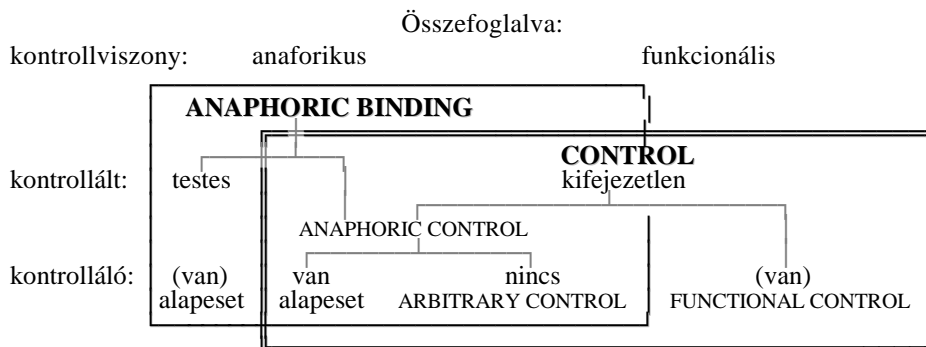 Összefoglalva:
kontrollviszony: anaforikus funkcionális
ANAPHORIC BINDING
CONTROL
kontrollált: testes kifejezetlen
ANAPHORIC CONTROL
kontrolláló: (van) van nincs (van)
alapeset alapeset ARBITRARY CONTROL FUNCTIONAL CONTROL